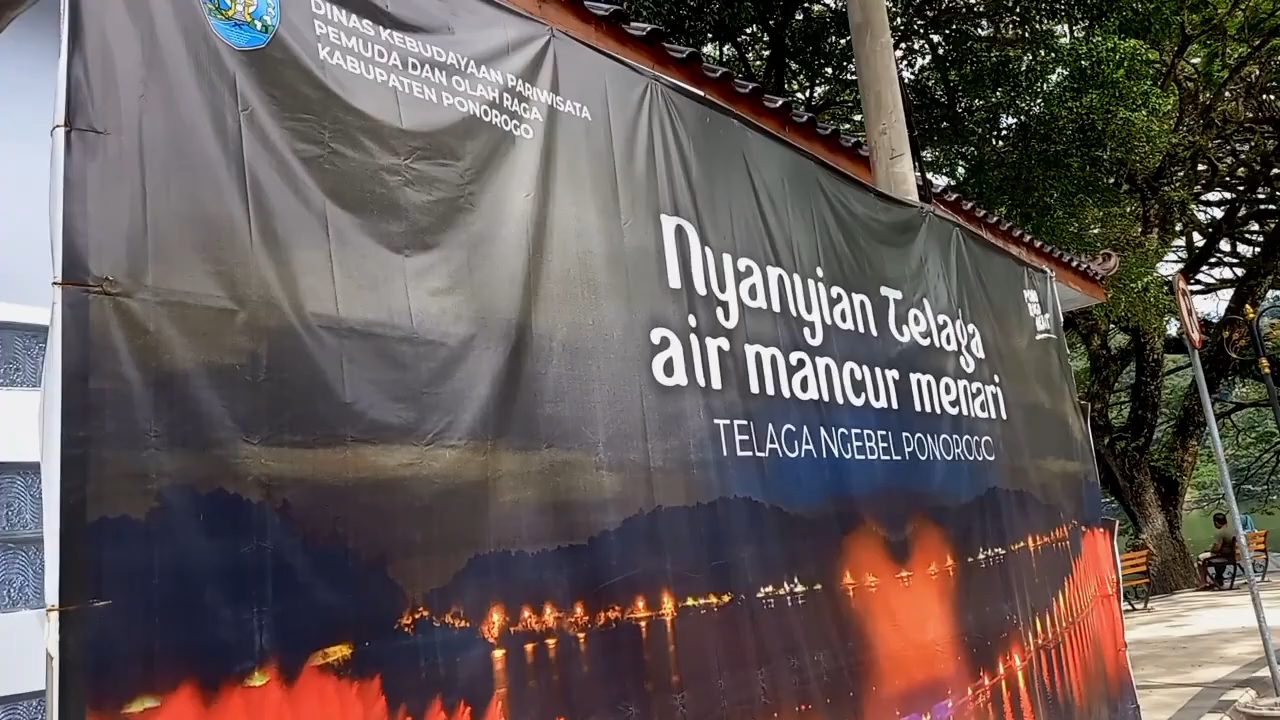 DINAS KEBUDAYAAN PARIWISATA
PEMUDA DAN OLAH RAGA
KABUPATEN PONOROGO
Nyanyian Telaga
air mancur menari
TELAGA NGEBEL PONOROGO